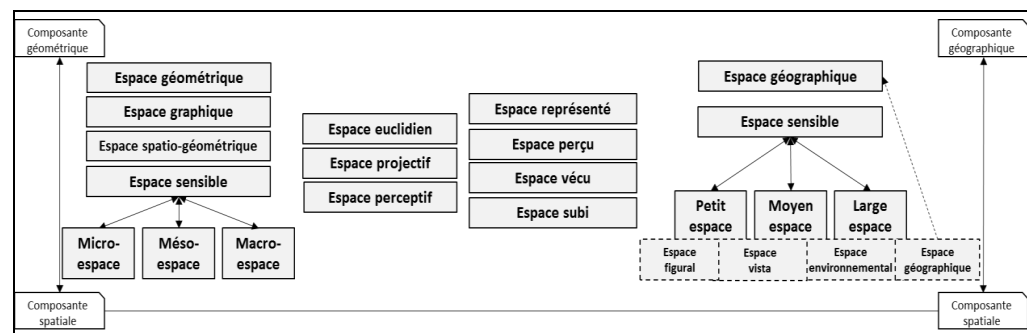 Composante
géométrique
Composante
géographique
Espace géométrique
Espace graphique
Espace spatio-géométrique
Espace sensible
Micro-
espace
Méso-
espace
Macro-
espace
Espace euclidien
Espace projectif
Espace perceptif
Espace représenté
Espace perçu
Espace vécu
Espace subi
Espace géographique
Espace sensible
Petit
espace
Moyen
espace
Large
espace
Espace
figural
Espace
vista
Espace
environnemental
Espace
géographique
Composante
spatiale
Composante
spatiale